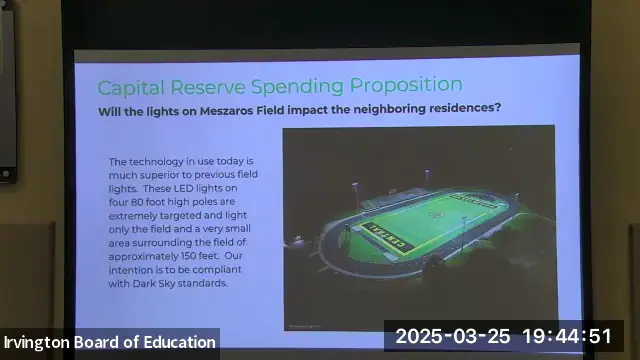 Capital Reserve Spending Proposition
Will the lights on Meszaros Field impact the neighboring residences?
The technology in use today is
much superior to previous field
lights. These LED lights on
four 80 foot high poles are
extremely targeted and light
only the field and a very small
area surrounding the field of
approximately 150 feet. Our
intention is to be compliant
with Dark Sky standards.
CENTRAL
Irvington Board of Education
2025-03-25 19:44:51